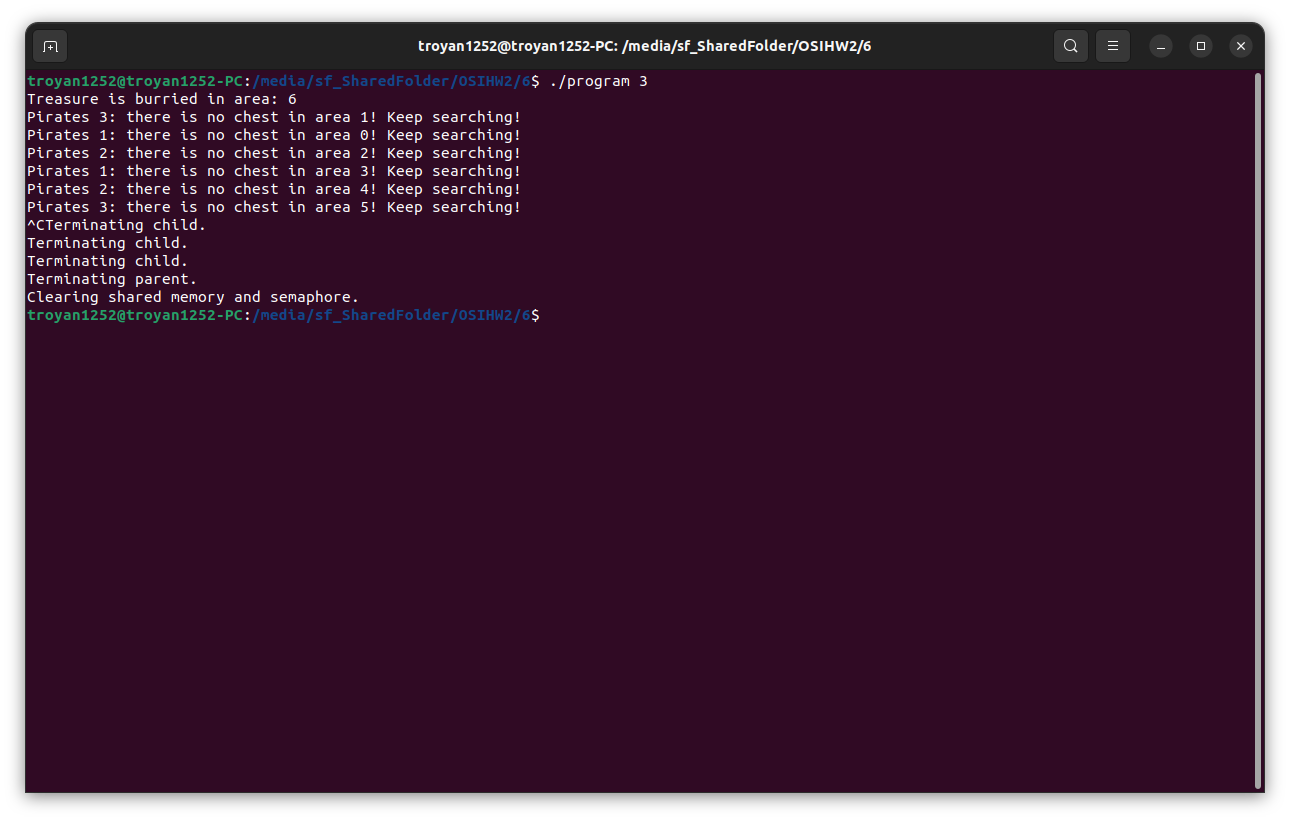 troyan1252@troyan1252-PC: /media/sf_SharedFolder/OSIHW2/6
troyan1252@troyan1252-PC:/media/sf_SharedFolder/OSIHW2/6$ ./program 3
Treasure is burried in area: 6
Pirates 3: there is no chest in area 1! Keep searching!
Pirates 1: there is no chest in area 0! Keep searching!
Pirates 2: there is no chest in area 2! Keep searching!
Pirates 1: there is no chest in area 3! Keep searching!
Pirates 2: there is no chest in area 4! Keep searching!
Pirates 3: there is no chest in area 5! Keep searching!
^CTerminating child.
Terminating child.
Terminating child.
Terminating parent.
Clearing shared memory and semaphore.
troyan1252@troyan1252-PC:/media/sf_SharedFolder/OSIHW2/6$